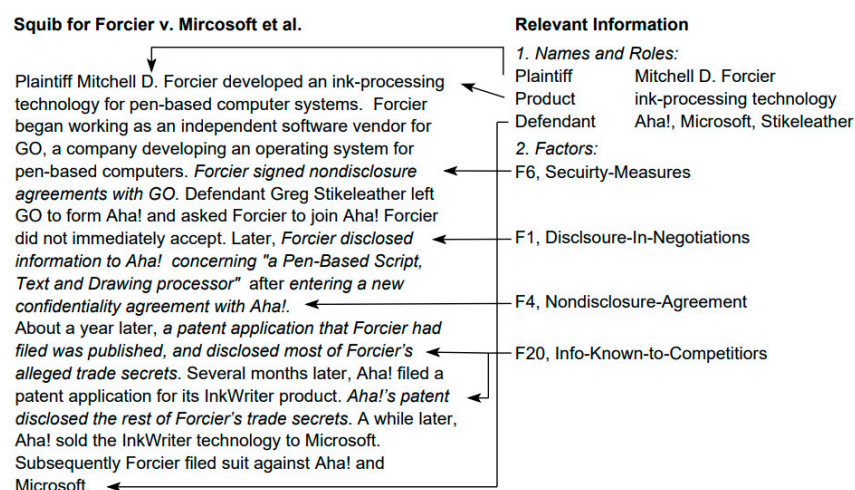 Squib for Forcier v. Mircosoft et al.
Plaintiff Mitchell D. Forcier developed an ink-processing
technology for pen-based computer systems. Forcier
began working as an independent software vendor for
GO, a company developing an operating system for
pen-based computers. Forcier signed nondisclosure
agreements with GO. Defendant Greg Stikeleather left
GO to form Aha! and asked Forcier to join Aha! Forcier
did not immediately accept. Later, Forcier disclosed
information to Aha! concerning "a Pen-Based Script,
Text and Drawing processor" after entering a new
confidentiality agreement with Aha!.
About a year later, a patent application that Forcier had
filed was published, and disclosed most of Forcier's
alleged trade secrets. Several months later, Aha! filed a
patent application for its InkWriter product. Aha!'s patent
disclosed the rest of Forcier's trade secrets. A while later,
Aha! sold the InkWriter technology to Microsoft.
Subsequently Forcier filed suit against Aha! and
Microsoft.
Relevant Information
1. Names and Roles:
Plaintiff Mitchell D. Forcier
Product ink-processing technology
Defendant Aha!, Microsoft, Stikeleather
2. Factors:
F6, Secuirty-Measures
F1, Disclsoure-In-Negotiations
F4, Nondisclosure-Agreement
F20, Info-Known-to-Competitiors